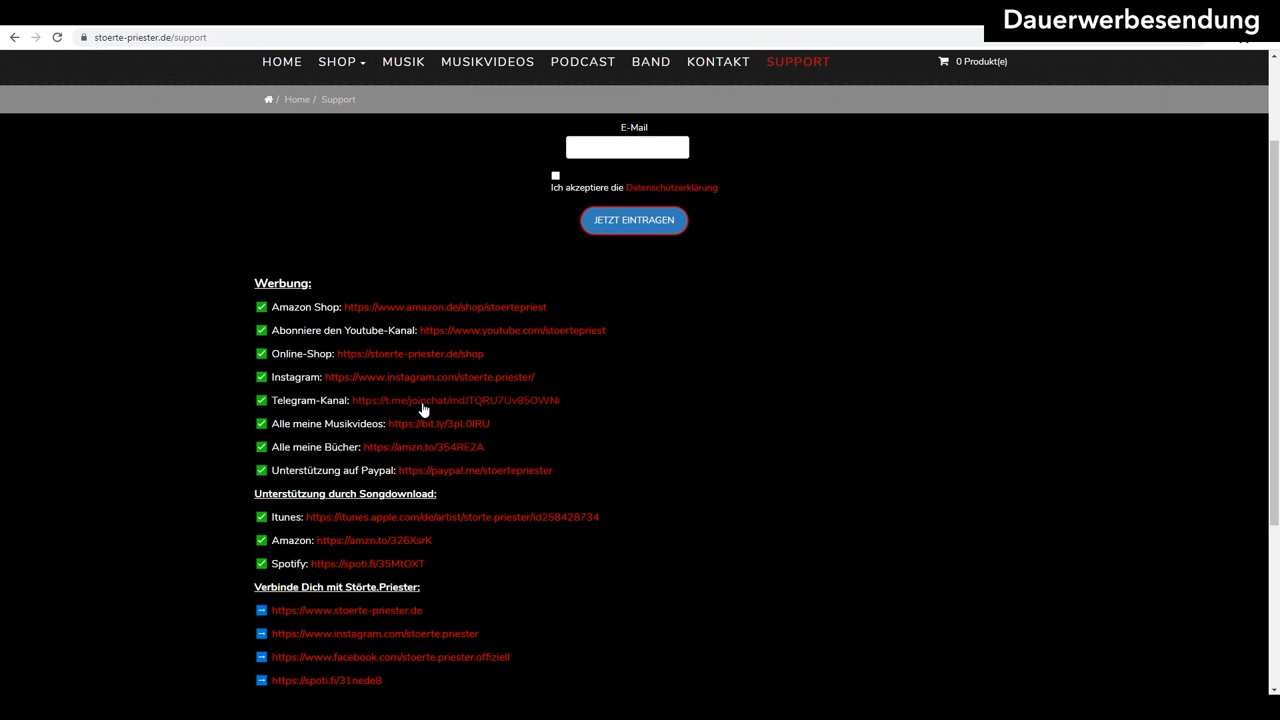 Dauerwerbesendung
stoerte-priester.de/support
HOME SHOP MUSIK MUSIKVIDEOS PODCAST BAND KONTAKT SUPPORT 0 Produkt(e)
/ Home / Support
E-Mail
Ich akzeptiere die Datenschutzerklärung
JETZT EINTRAGEN
Werbung:
Amazon Shop: https://www.amazon.de/shop/stoertepriest
Abonniere den Youtube-Kanal: https://www.youtube.com/stoertepriest
Online-Shop: https://stoerte-priester.de/shop
Instagram: https://www.instagram.com/stoerte.priester/
Telegram-Kanal: https://t.me/joinchat/mdJTQRU7Uv85OWNi
Alle meine Musikvideos: https://bit.ly/3pL0IRU
Alle meine Bücher: https://amzn.to/354RE2A
Unterstützung auf Paypal: https://paypal.me/stoertepriester
Unterstützung durch Songdownload:
Itunes: https://itunes.apple.com/de/artist/storte.priester/id258428734
Amazon: https://amzn.to/326XsrK
Spotify: https://spoti.fi/35MtOXT
Verbinde Dich mit Störte.Priester:
https://www.stoerte-priester.de
https://www.instagram.com/stoerte.priester
https://www.facebook.com/stoerte.priester.offiziell
https://spoti.fi/31nede8